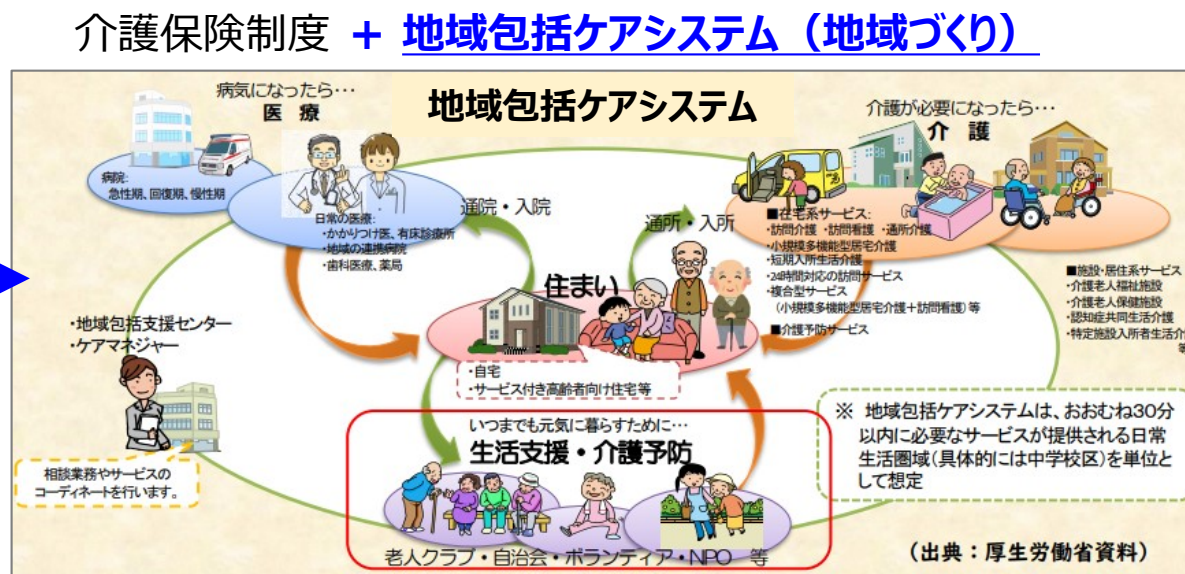 介護保険制度 + 地域包括ケアシステム(地域づくり)
地域包括ケアシステム
病気になったら…
医 療
病院:
急性期、回復期、慢性期
日常の医療:
・かかりつけ医、有床診療所
・地域の連携病院
・歯科医療、薬局
通院・入院
通所・入所
介護が必要になったら…
介 護
■在宅系サービス:
・訪問介護 ・訪問看護 ・通所介護
・小規模多機能型居宅介護
・短期入所生活介護
・24時間対応の訪問サービス
・複合型サービス
(小規模多機能型居宅介護+訪問看護)等
■介護予防サービス
■施設・居住系サービス
・介護老人福祉施設
・介護老人保健施設
・認知症共同生活介護
・特定施設入所者生活介
等
住まい
・自宅
・サービス付き高齢者向け住宅等
・地域包括支援センター
・ケアマネジャー
相談業務やサービスの
コーディネートを行います。
いつまでも元気に暮らすために…
生活支援・介護予防
老人クラブ・自治会・ボランティア・NPO 等
※ 地域包括ケアシステムは、おおむね30分
以内に必要なサービスが提供される日常
生活圏域(具体的には中学校区)を単位と
して想定
(出典:厚生労働省資料)